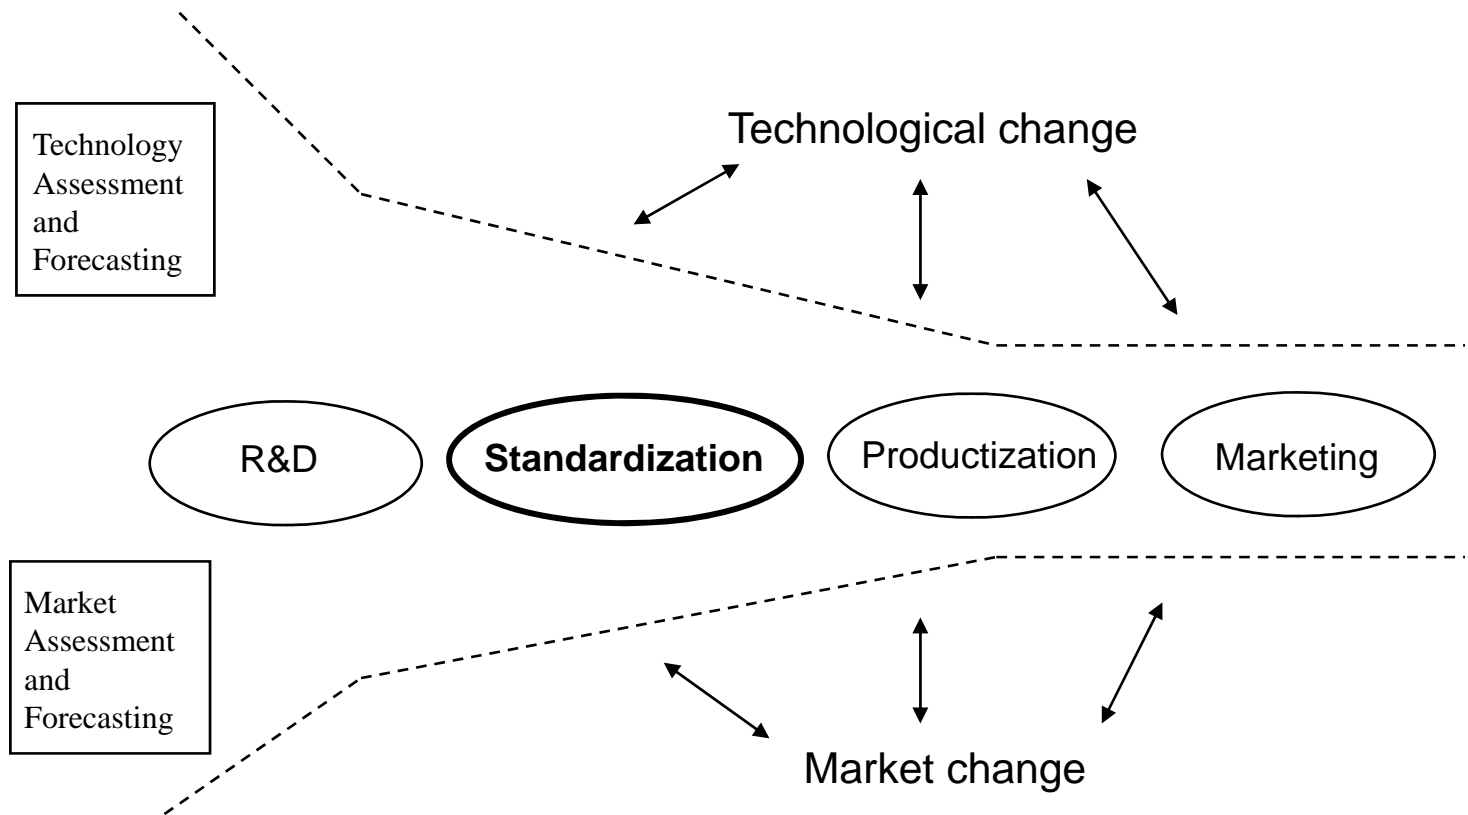 Technological change
Technology
Assessment
and
Forecasting
R&D
Standardization
Productization
Marketing
Market
Assessment
and
Forecasting
Market change